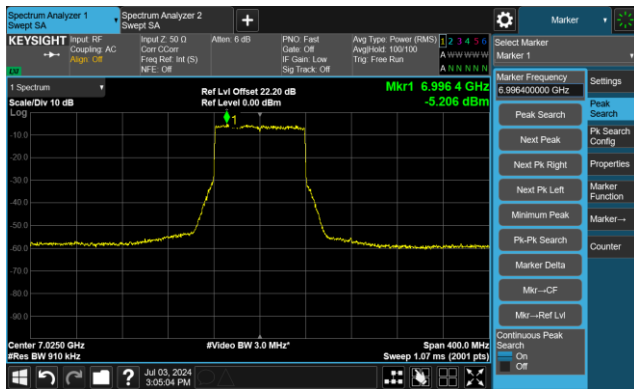 Spectrum Analyzer 1
Swept SA
Spectrum Analyzer 2
Swept SA
+
Marker
KEYSIGHT
Input: RF
Coupling: AC
Align: Off
Input Z: 50 Ω
Corr CCorr
Freq Ref: Int (S)
NFE: Off
Atten: 6 dB
PNO: Fast
Gate: Off
IF Gain: Low
Sig Track: Off
Avg Type: Power (RMS)
Avg|Hold: 100/100
Trig: Free Run
1 2 3 4 5 6
A W W W W W
A N N N N N
Select Marker
Marker 1
1 Spectrum
Scale/Div 10 dB
Log
Ref Lvl Offset 22.20 dB
Ref Level 0.00 dBm
Mkr1 6.996 4 GHz
-5.206 dBm
1
-10.0
-20.0
-30.0
-40.0
-50.0
-60.0
-70.0
-80.0
-90.0
Center 7.0250 GHz
#Res BW 910 kHz
#Video BW 3.0 MHz*
Span 400.0 MHz
Sweep 1.07 ms (2001 pts)
Marker Frequency
6.996400000 GHz
Peak Search
Next Peak
Next Pk Right
Next Pk Left
Minimum Peak
Pk-Pk Search
Marker Delta
Mkr→CF
Mkr→Ref Lvl
Continuous Peak
Search
On
Off
Settings
Peak
Search
Pk Search
Config
Properties
Marker
Function
Marker→
Counter
?
Jul 03, 2024
3:05:04 PM